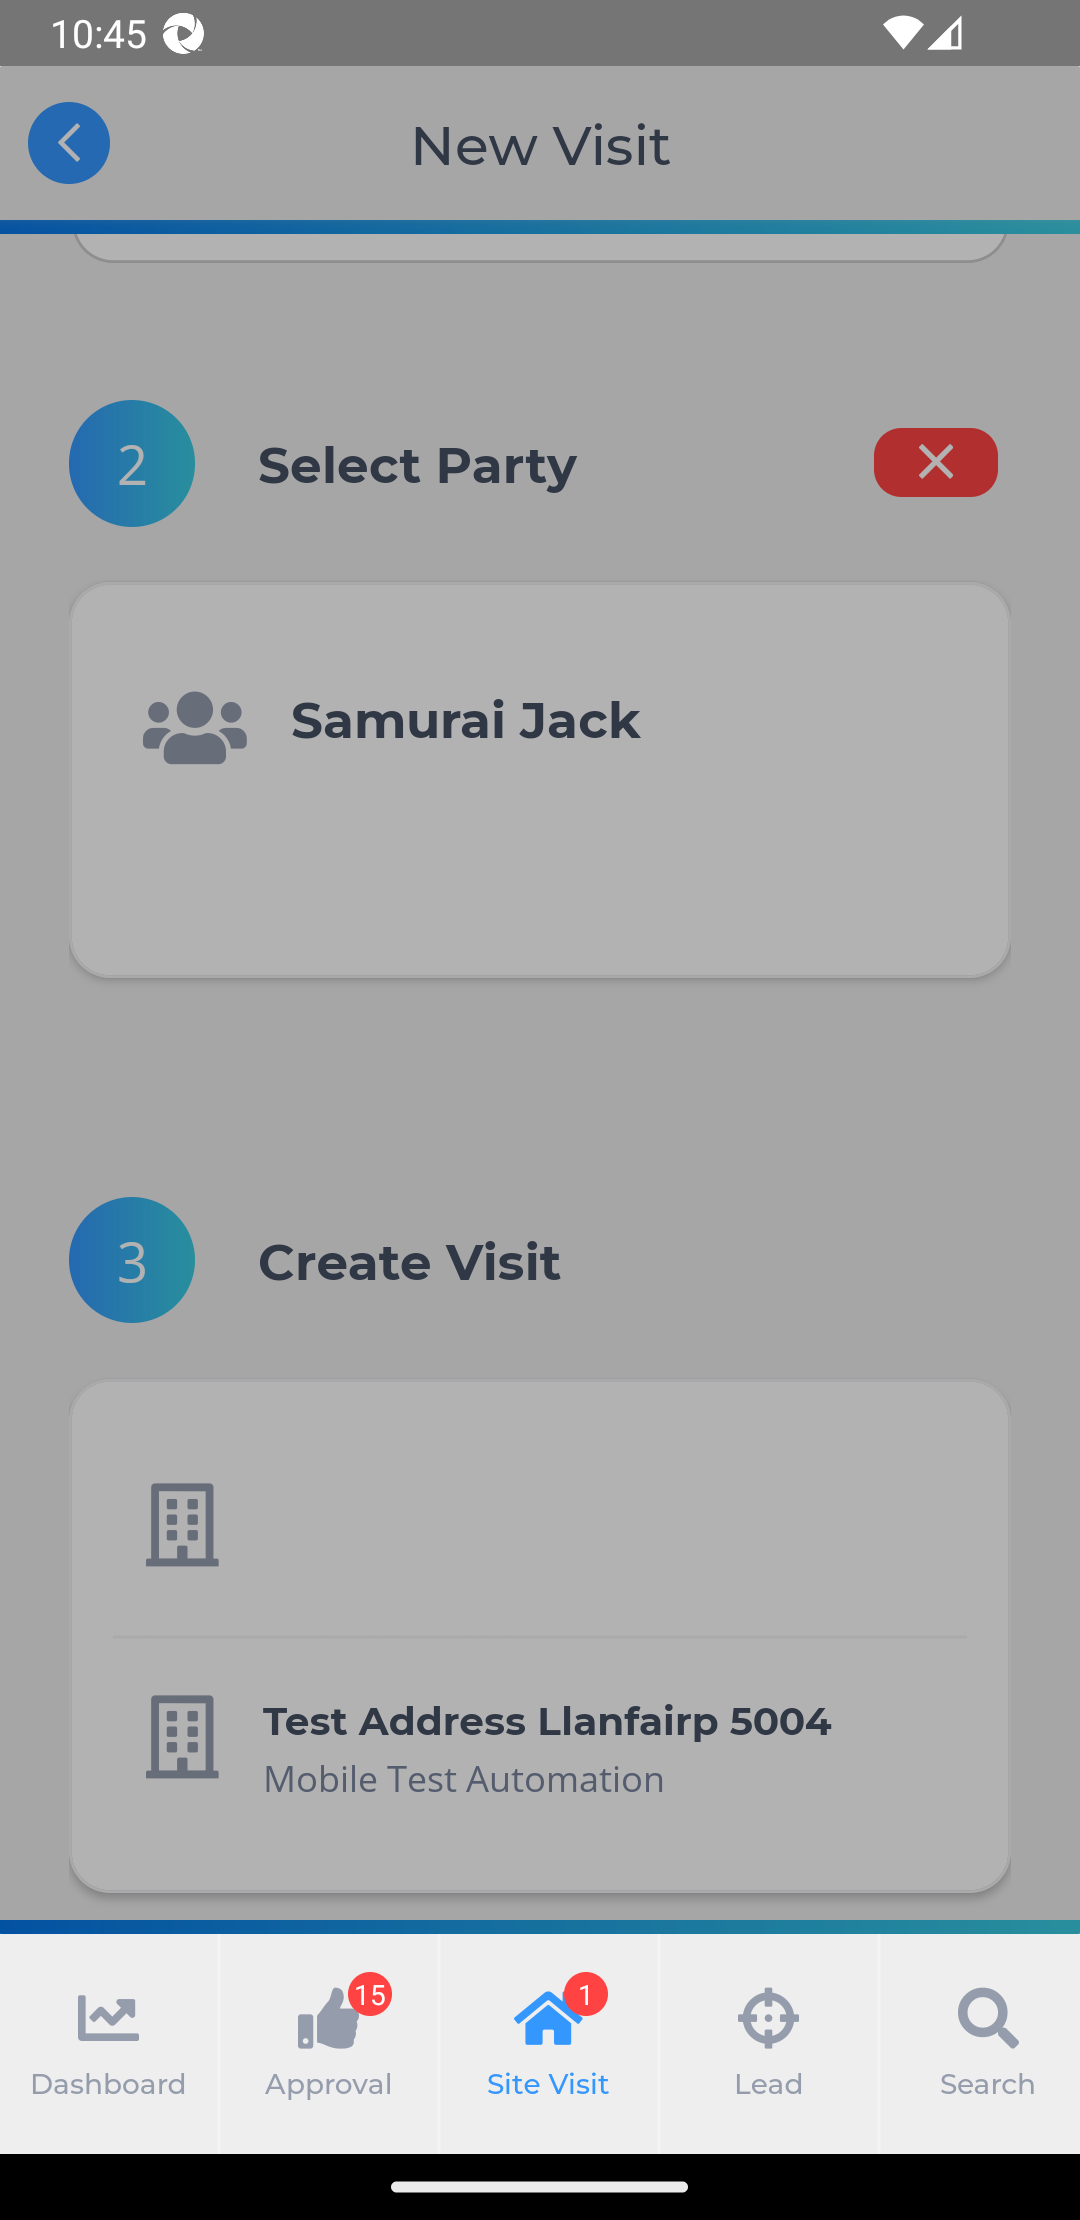 10:45
New Visit
2
Select Party
Samurai Jack
3
Create Visit
Test Address Llanfairp 5004
Mobile Test Automation
15
1
Dashboard
Approval
Site Visit
Lead
Search